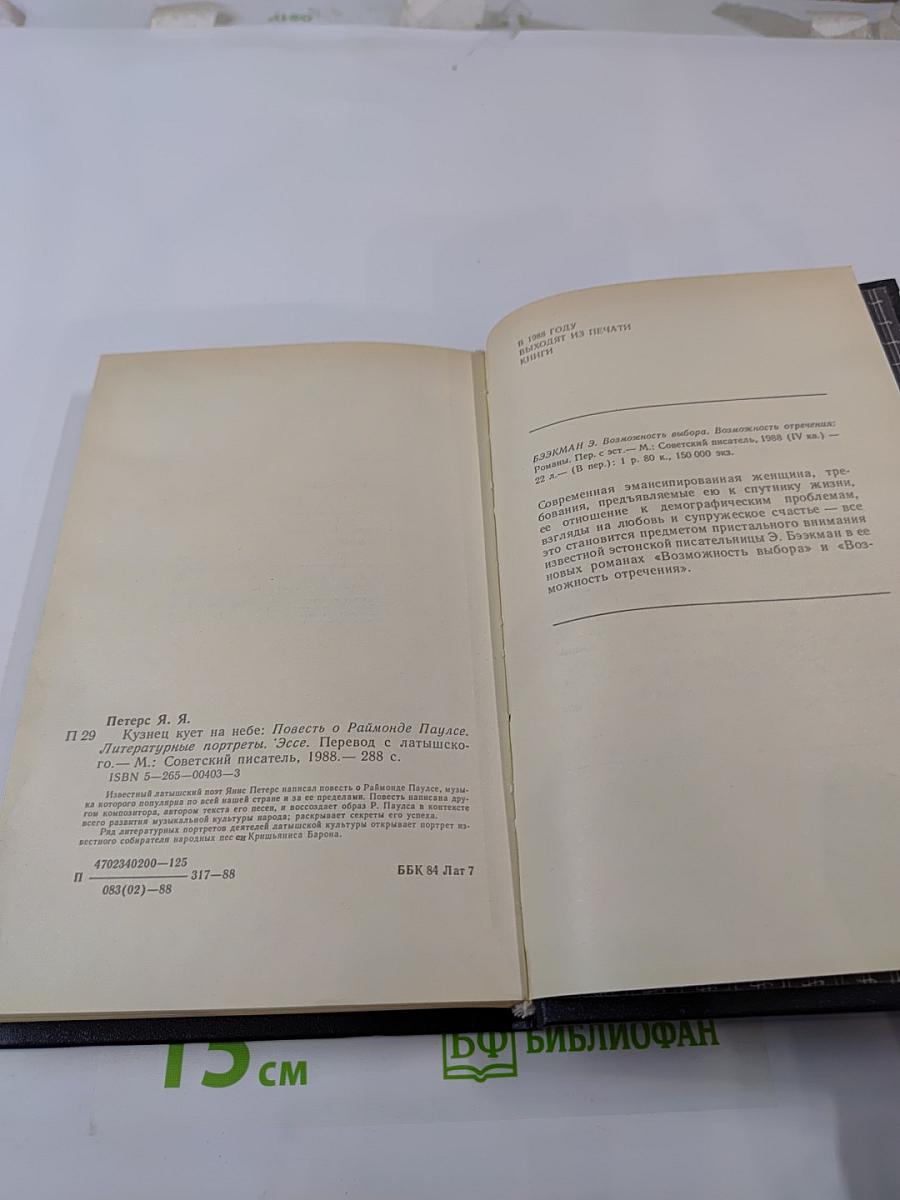 Петерс Я. Я.
П 29 Кузнец кует на небе: Повесть о Раймонде Паулсе.
Литературные портреты. Эссе. Перевод с латышско-
го.— М.: Советский писатель, 1988.— 288 с.
ISBN 5—265—00403—3
Известный латышский поэт Янис Петерс написал повесть о Раймонде Паулсе, музы-
ка которого популярна по всей нашей стране и за ее пределами. Повесть написана дру-
гом композитора, автором текста его песен, и воссоздает образ Р. Паулса в контексте
всего развития музыкальной культуры народа; раскрывает секреты его успеха.
Ряд литературных портретов деятелей латышской культуры открывает портрет из-
вестного собирателя народных песен Кришьяниса Барона.
П 4702340200—125 317—88
083(02)—88
ББК 84 Лат 7
В 1988 ГОДУ
ВЫХОДЯТ ИЗ ПЕЧАТИ
КНИГИ
БЭЭКМАН Э. Возможность выбора. Возможность отречения:
Романы. Пер. с эст.— М.: Советский писатель, 1988 (IV кв.) —
22 л.— (В пер.): 1 р. 80 к., 150 000 экз.
Современная эмансипированная женщина, тре-
бования, предъявляемые ею к спутнику жизни,
ее отношение к демографическим проблемам,
взгляды на любовь и супружеское счастье — все
это становится предметом пристального внимания
известной эстонской писательницы Э. Бээкман в ее
новых романах «Возможность выбора» и «Воз-
можность отречения».
15 см
БФ БИБЛИОФАН